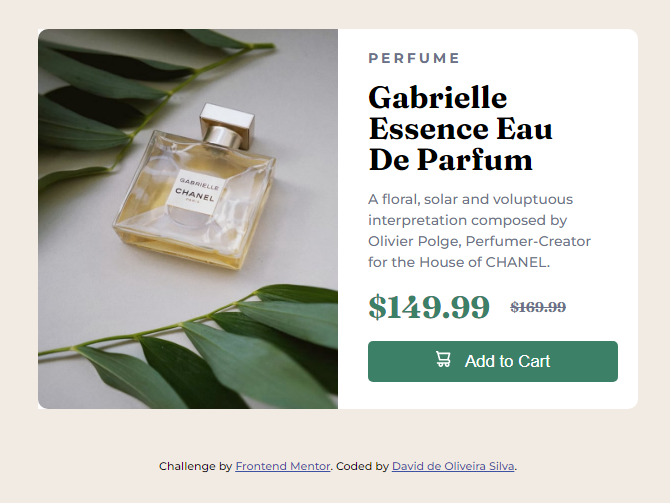 GABRIELLE
CHANEL
PARIS
PERFUME
Gabrielle
Essence Eau
De Parfum
A floral, solar and voluptuous
interpretation composed by
Olivier Polge, Perfumer-Creator
for the House of CHANEL.
$149.99 $169.99
Add to Cart
Challenge by Frontend Mentor. Coded by David de Oliveira Silva.